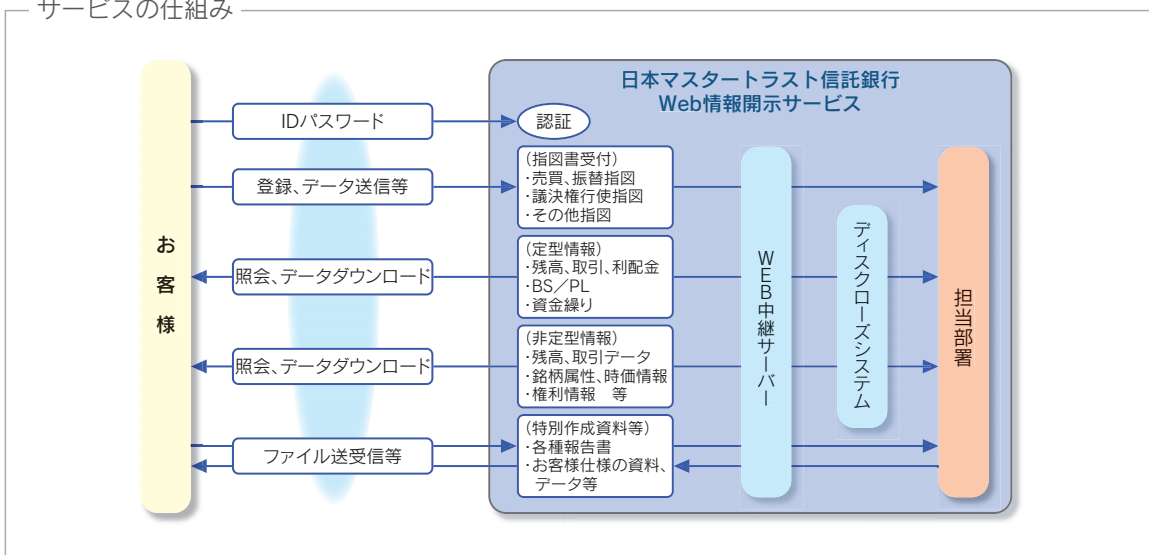 サービスの仕組み
日本マスタートラスト信託銀行
Web情報開示サービス
お客様
IDパスワード
認証
登録、データ送信等
(指図書受付)
・売買、振替指図
・議決権行使指図
・その他指図
照会、データダウンロード
(定型情報)
・残高、取引、利配金
・BS／PL
・資金繰り
照会、データダウンロード
(非定型情報)
・残高、取引データ
・銘柄属性、時価情報
・権利情報　等
ファイル送受信等
(特別作成資料等)
・各種報告書
・お客様仕様の資料、
データ等
WEB中継サーバー
ディスクローズシステム
担当部署